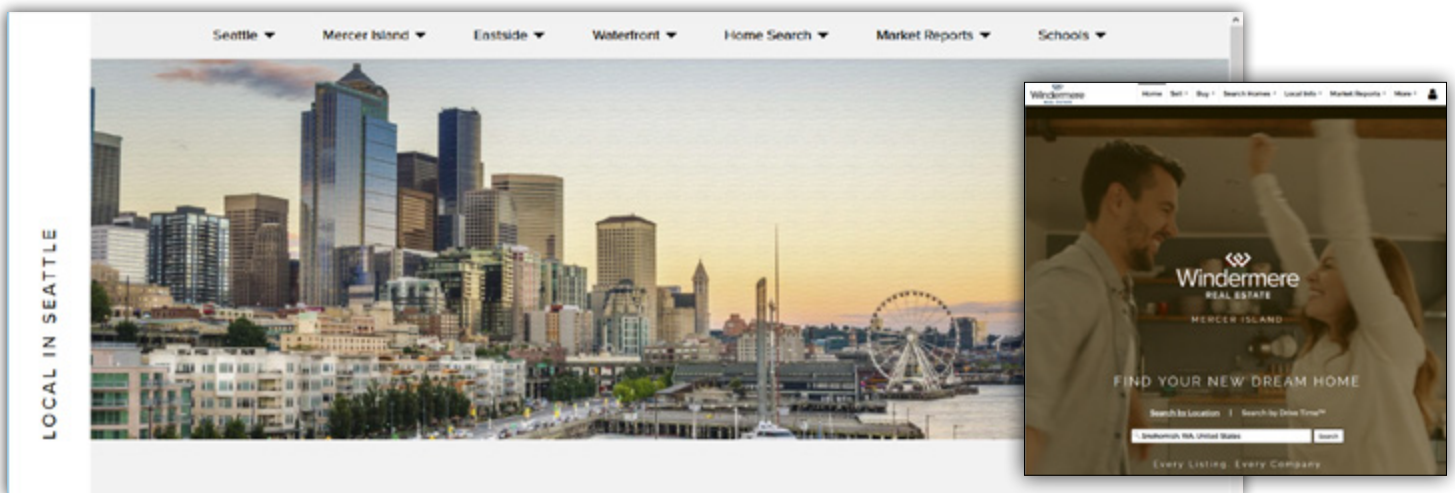 Seattle Mercer Island Eastside Waterfront Home Search Market Reports Schools
LOCAL IN SEATTLE
Windermere
REAL ESTATE
Home Sell Buy Search Homes Local Info Market Reports More
Windermere
REAL ESTATE
MERCER ISLAND
FIND YOUR NEW DREAM HOME
Search by Location | Search by Drive Time™
Snohomish, WA, United States Search
Every Listing. Every Company